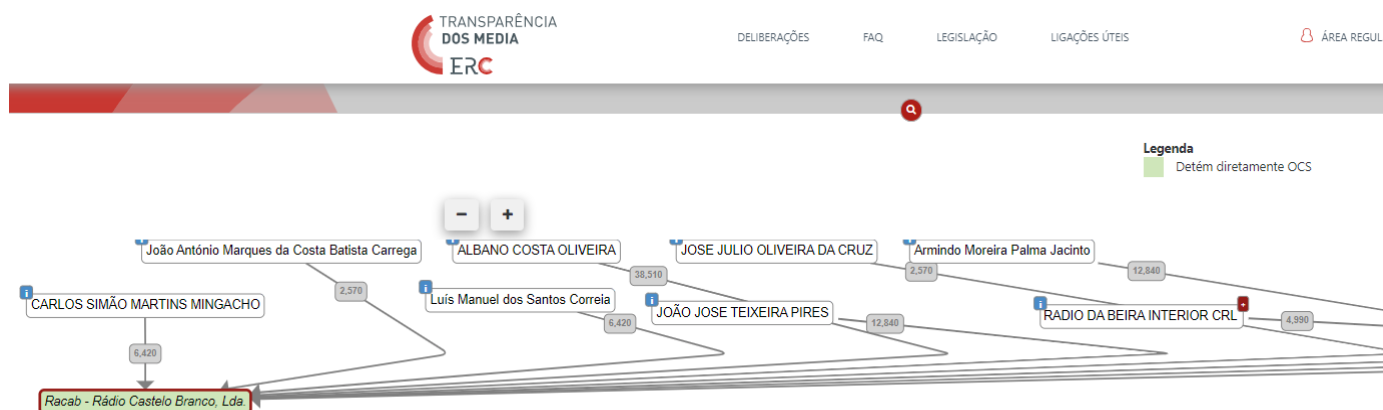 TRANSPARÊNCIA
DOS MEDIA
ERC
DELIBERAÇÕES
FAQ
LEGISLAÇÃO
LIGAÇÕES ÚTEIS
ÁREA REGUL
Legenda
Detém diretamente OCS
− +
João António Marques da Costa Batista Carrega
ALBANO COSTA OLIVEIRA
JOSE JULIO OLIVEIRA DA CRUZ
Armindo Moreira Palma Jacinto
38,510
2,570
12,840
2,570
CARLOS SIMÃO MARTINS MINGACHO
Luís Manuel dos Santos Correia
JOÃO JOSE TEIXEIRA PIRES
RADIO DA BEIRA INTERIOR CRL
6,420
12,840
4,990
6,420
Racab - Rádio Castelo Branco, Lda.